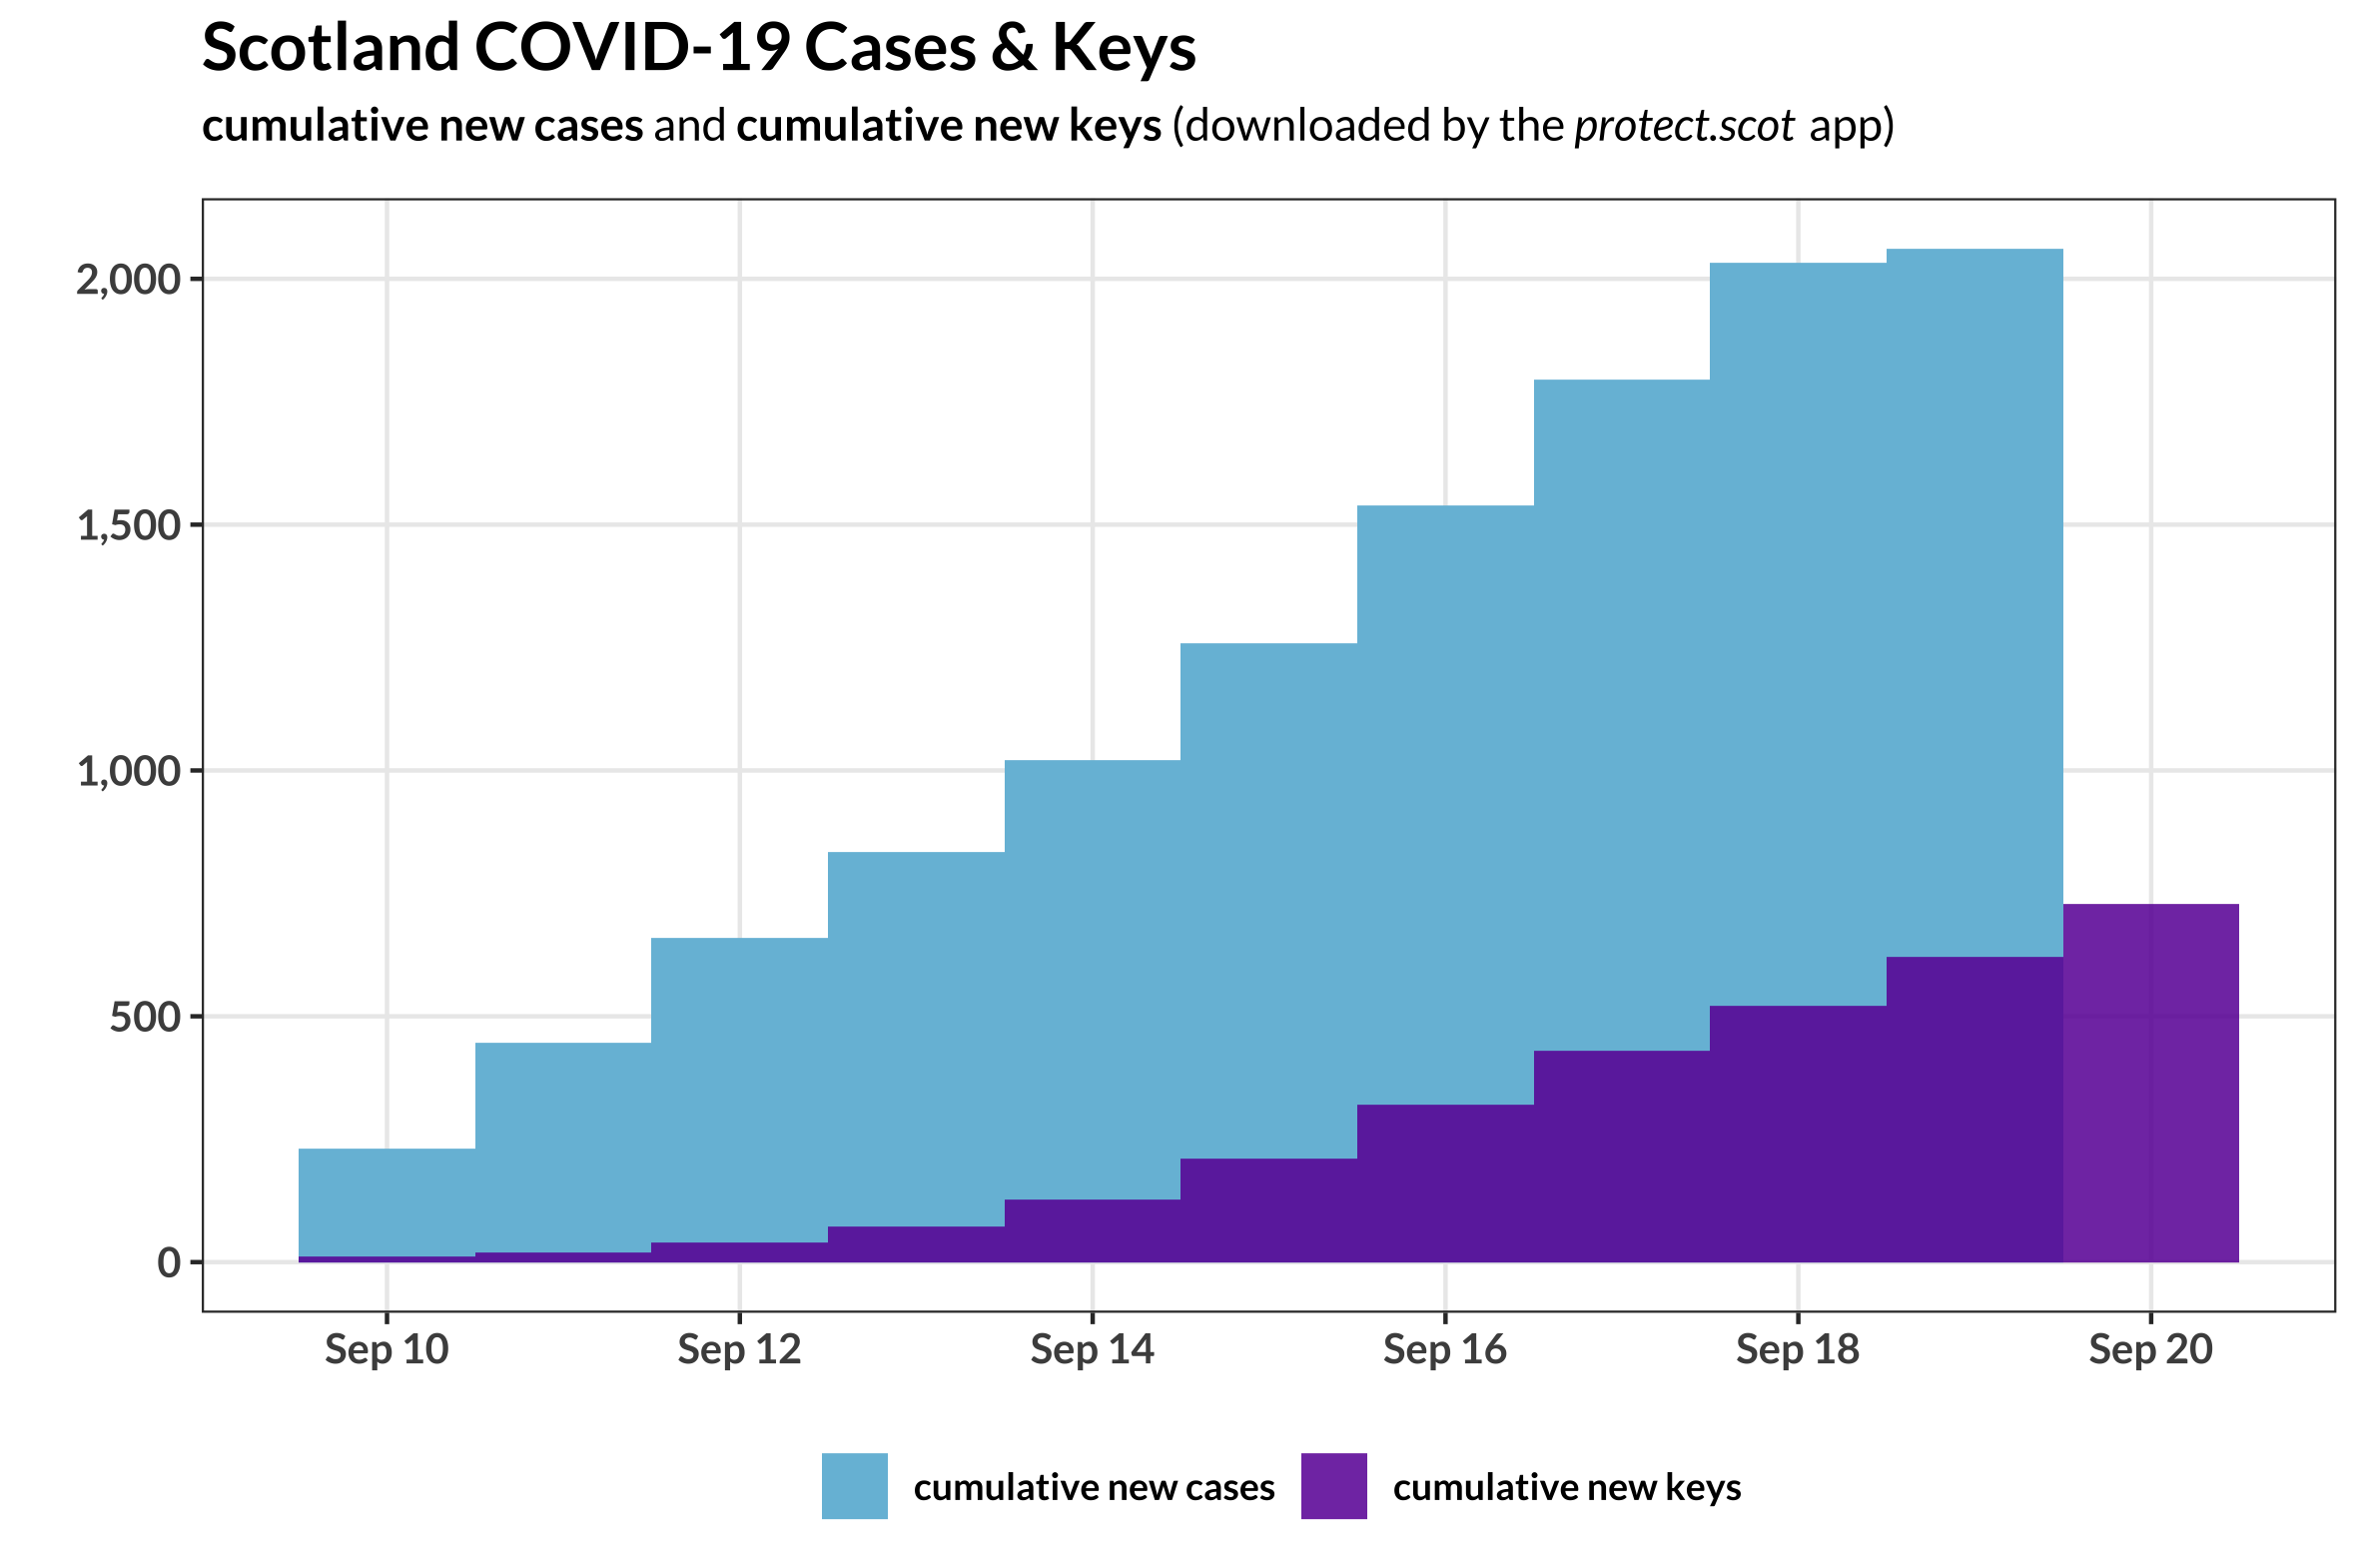 Scotland COVID-19 Cases & Keys
cumulative new cases and cumulative new keys (downloaded by the protect.scot app)
2,000
1,500
1,000
500
0
Sep 10 Sep 12 Sep 14 Sep 16 Sep 18 Sep 20
cumulative new cases cumulative new keys